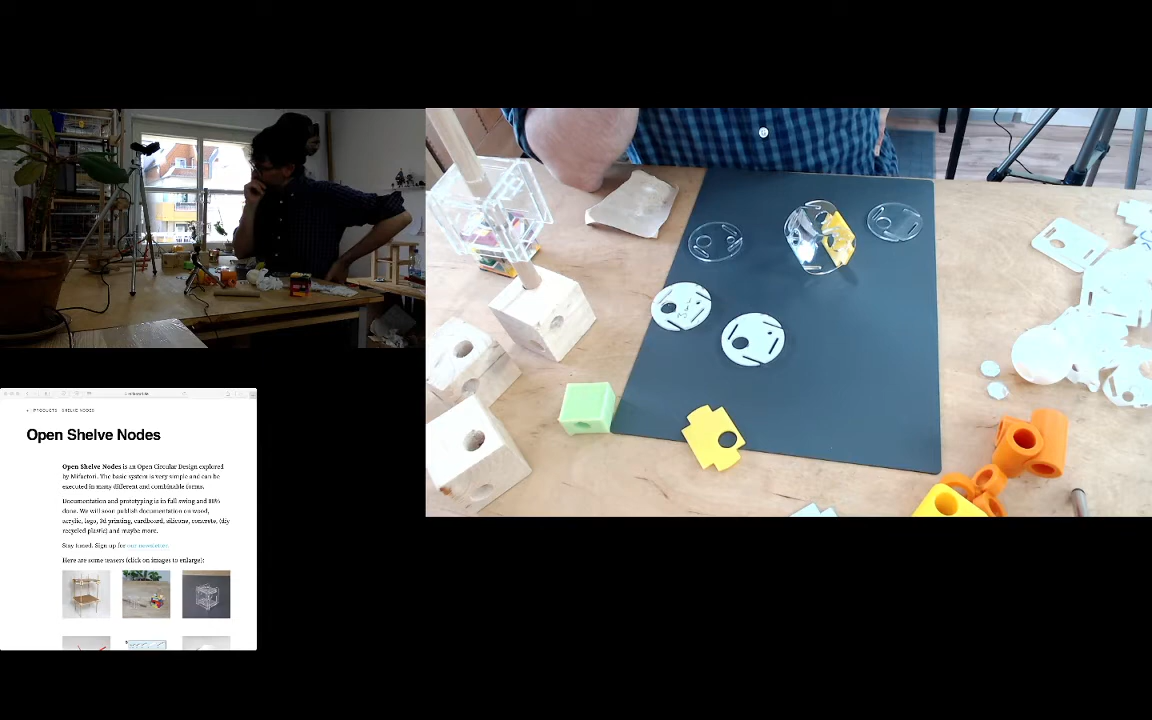 PRODUCTS SHELVE NODES
Open Shelve Nodes
Open Shelve Nodes is an Open Circular Design explored
by Mifactori. The basic system is very simple and can be
executed in many different and combinable forms.
Documentation and prototyping is in full swing and 80%
done. We will soon publish documentation on wood,
acrylic, lego, 3d printing, cardboard, silicone, concrete, (diy
recycled plastic) and maybe more.
Stay tuned. Sign up for our newsletter.
Here are some teasers (click on images to enlarge):